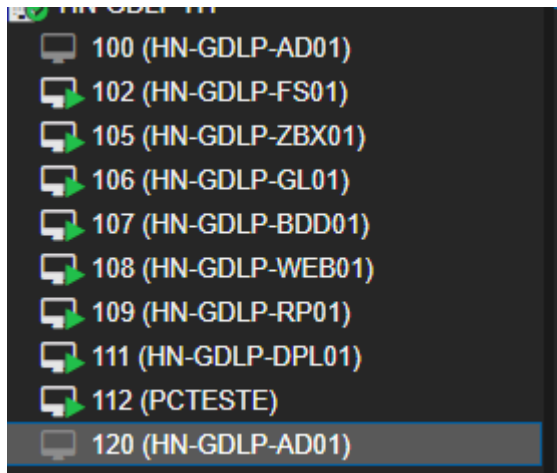 100 (HN-GDLP-AD01)
102 (HN-GDLP-FS01)
105 (HN-GDLP-ZBX01)
106 (HN-GDLP-GL01)
107 (HN-GDLP-BDD01)
108 (HN-GDLP-WEB01)
109 (HN-GDLP-RP01)
111 (HN-GDLP-DPL01)
112 (PCTESTE)
120 (HN-GDLP-AD01)